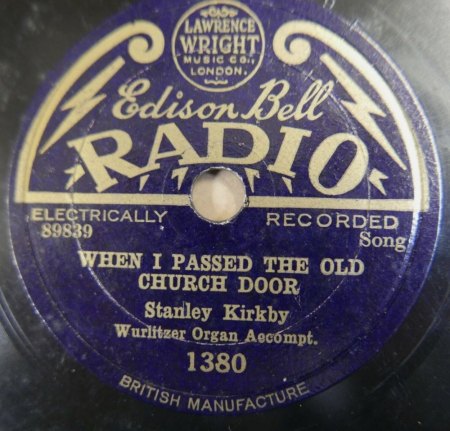 LAWRENCE
WRIGHT
MUSIC CO.,
LONDON.
Edison Bell
RADIO
ELECTRICALLY RECORDED
89839 Song
WHEN I PASSED THE OLD
CHURCH DOOR
Stanley Kirkby
Wurlitzer Organ Accompt.
1380
BRITISH MANUFACTURE